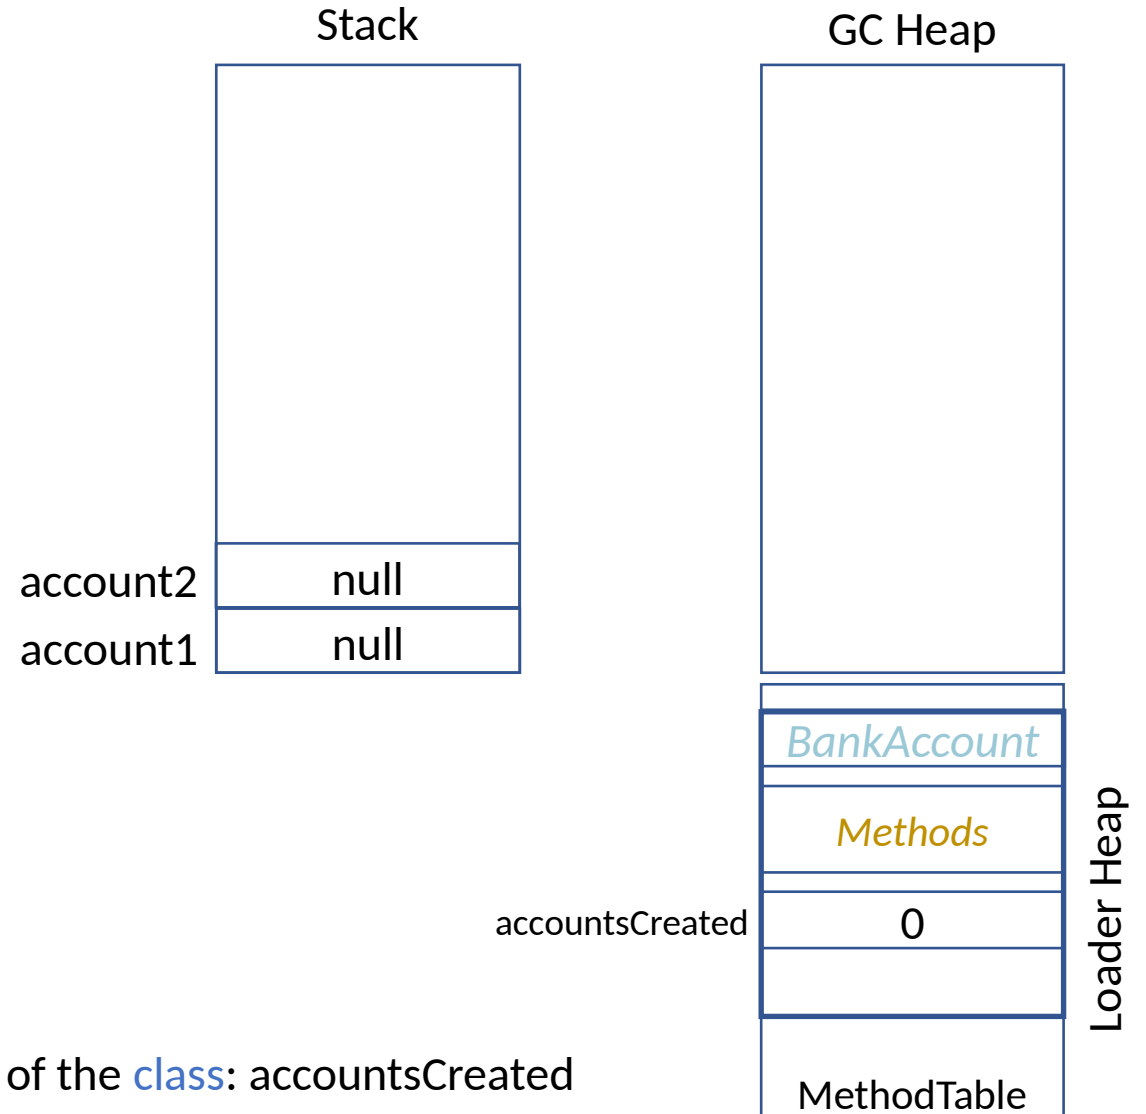 Stack
GC Heap
account2
null
account1
null
BankAccount
Methods
accountsCreated
0
Loader Heap
of the class: accountsCreated
MethodTable